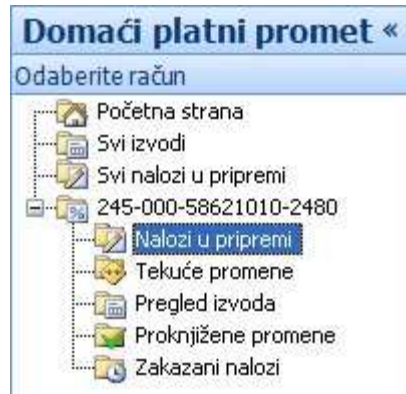 Domaći platni promet «
Odaberite račun
Početna strana
Svi izvodi
Svi nalozi u pripremi
245-000-58621010-2480
Nalozi u pripremi
Tekuće promene
Pregled izvoda
Proknjižene promene
Zakazani nalozi